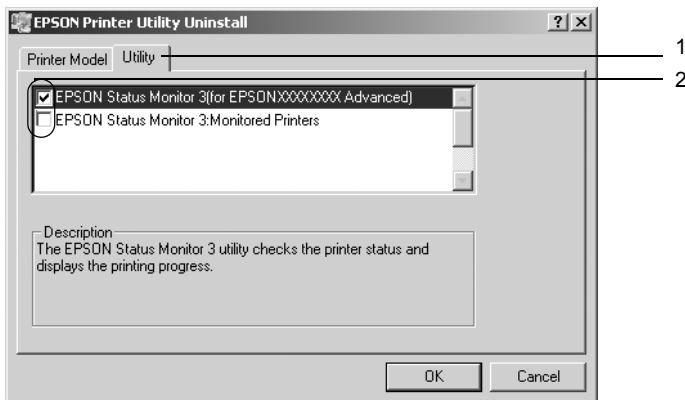 EPSON Printer Utility Uninstall
Printer Model Utility
1
2
EPSON Status Monitor 3(for EPSONXXXXXXXX Advanced)
EPSON Status Monitor 3:Monitored Printers
Description
The EPSON Status Monitor 3 utility checks the printer status and
displays the printing progress.
OK Cancel